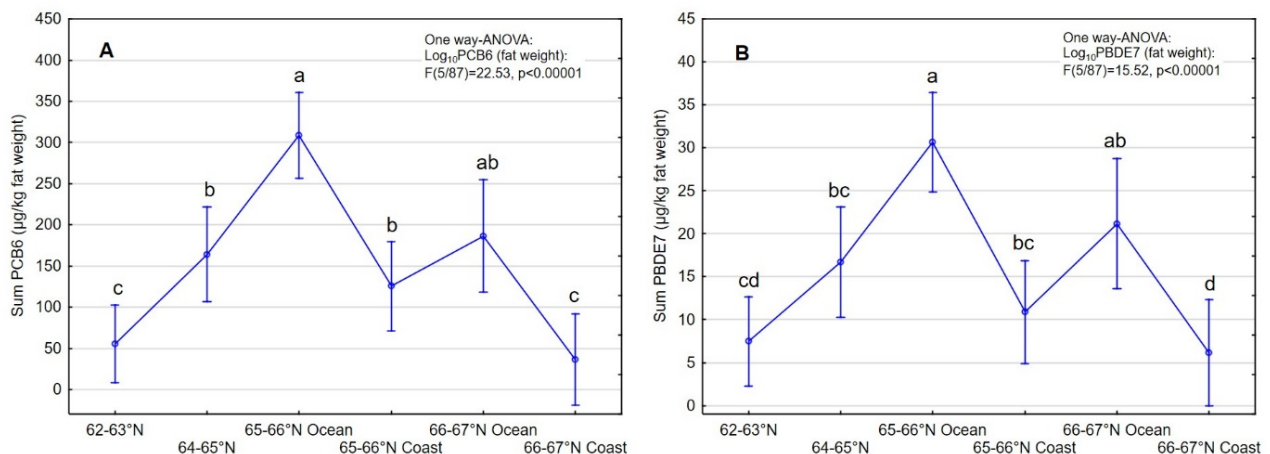 A
One way-ANOVA:
Log₁₀PCB6 (fat weight):
F(5/87)=22.53, p<0.00001
Sum PCB6 (µg/kg fat weight)
450
400
350
300
250
200
150
100
50
0
c
b
a
b
ab
c
62-63°N
64-65°N
65-66°N Ocean
65-66°N Coast
66-67°N Ocean
66-67°N Coast
B
One way-ANOVA:
Log₁₀PBDE7 (fat weight):
F(5/87)=15.52, p<0.00001
Sum PBDE7 (µg/kg fat weight)
45
40
35
30
25
20
15
10
5
0
cd
bc
a
bc
ab
d
62-63°N
64-65°N
65-66°N Ocean
65-66°N Coast
66-67°N Ocean
66-67°N Coast